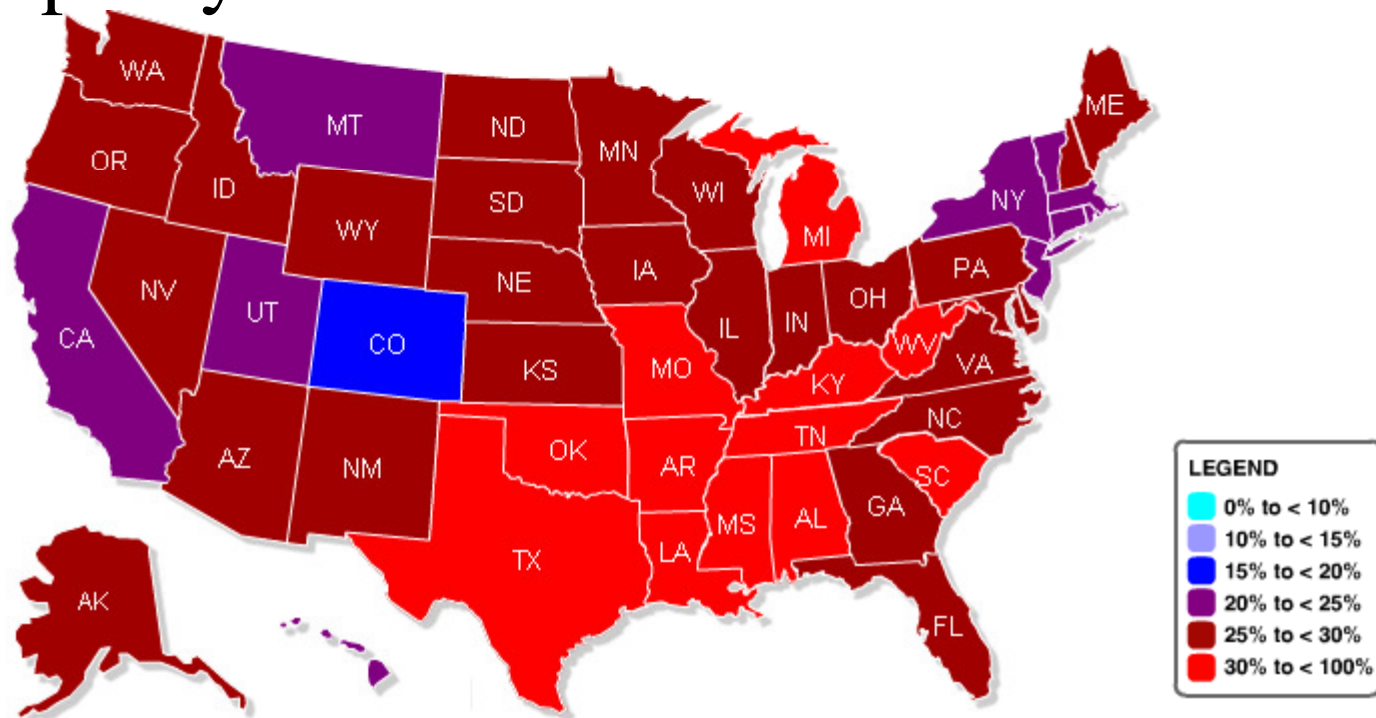 WA
MT
ND
MN
ME
OR
ID
SD
WI
NY
WY
MI
NV
UT
NE
IA
PA
CA
CO
IL
IN
OH
KS
MO
WV
VA
KY
AZ
NM
OK
AR
TN
NC
SC
TX
LA
MS
AL
GA
AK
FL
LEGEND
0% to < 10%
10% to < 15%
15% to < 20%
20% to < 25%
25% to < 30%
30% to < 100%